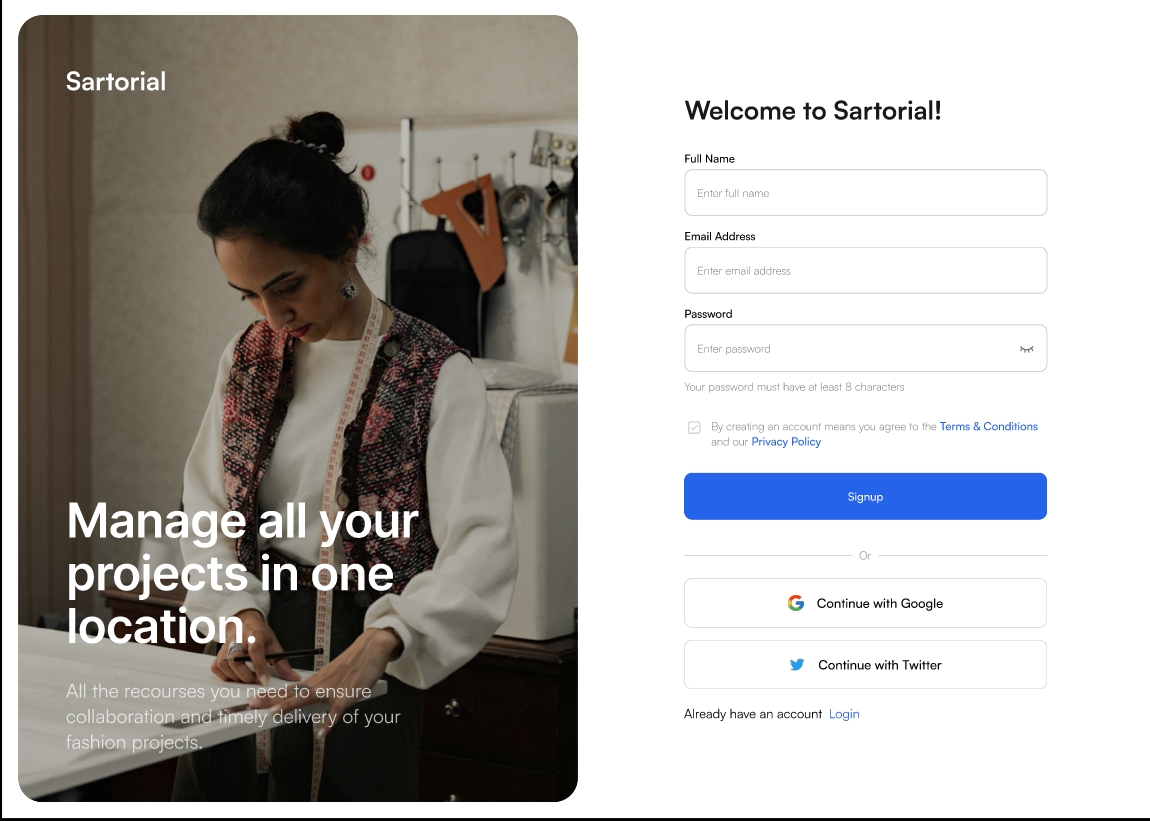 Sartorial
Manage all your
projects in one
location.
All the recourses you need to ensure
collaboration and timely delivery of your
fashion projects.
Welcome to Sartorial!
Full Name
Enter full name
Email Address
Enter email address
Password
Enter password
Your password must have at least 8 characters
By creating an account means you agree to the Terms & Conditions
and our Privacy Policy
Signup
Or
Continue with Google
Continue with Twitter
Already have an account Login